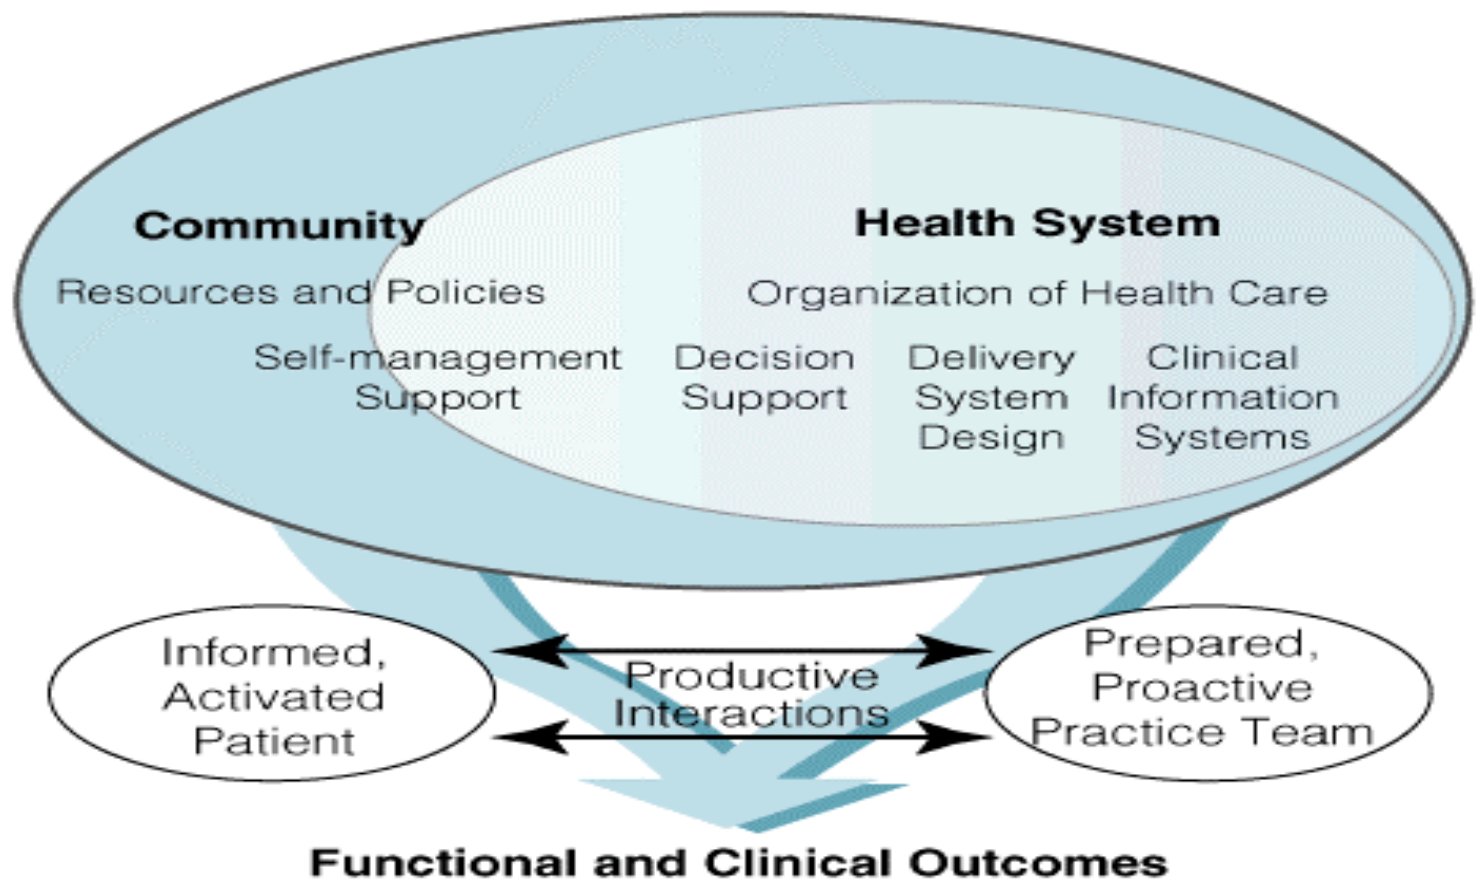 Community
Health System
Resources and Policies
Organization of Health Care
Self-management
Support
Decision
Support
Delivery
System
Design
Clinical
Information
Systems
Informed,
Activated
Patient
Productive
Interactions
Prepared,
Proactive
Practice Team
Functional and Clinical Outcomes